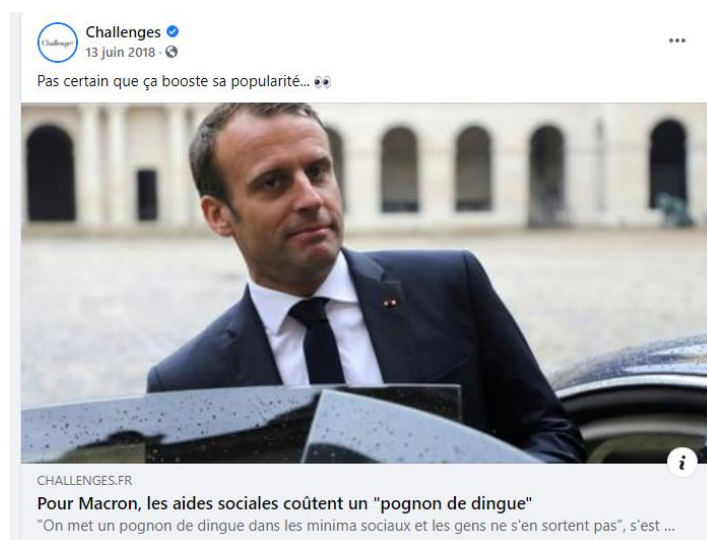 Challenges
Challenges
13 juin 2018 ·
Pas certain que ça booste sa popularité... 👀
i
CHALLENGES.FR
Pour Macron, les aides sociales coûtent un "pognon de dingue"
"On met un pognon de dingue dans les minima sociaux et les gens ne s'en sortent pas", s'est ...